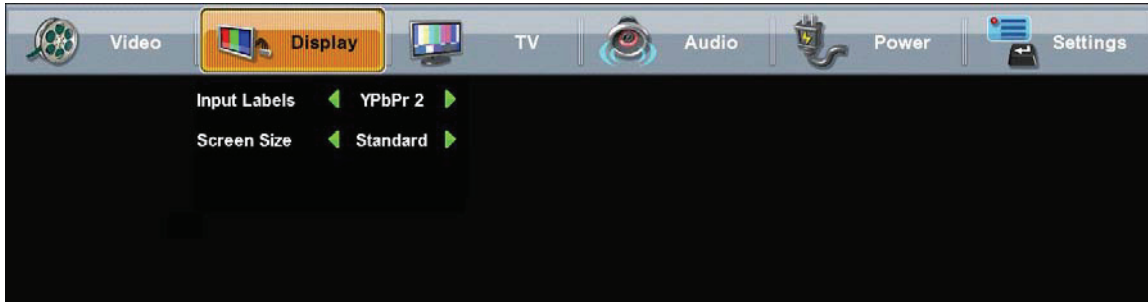 Video Display TV Audio Power Settings
Input Labels YPbPr 2
Screen Size Standard